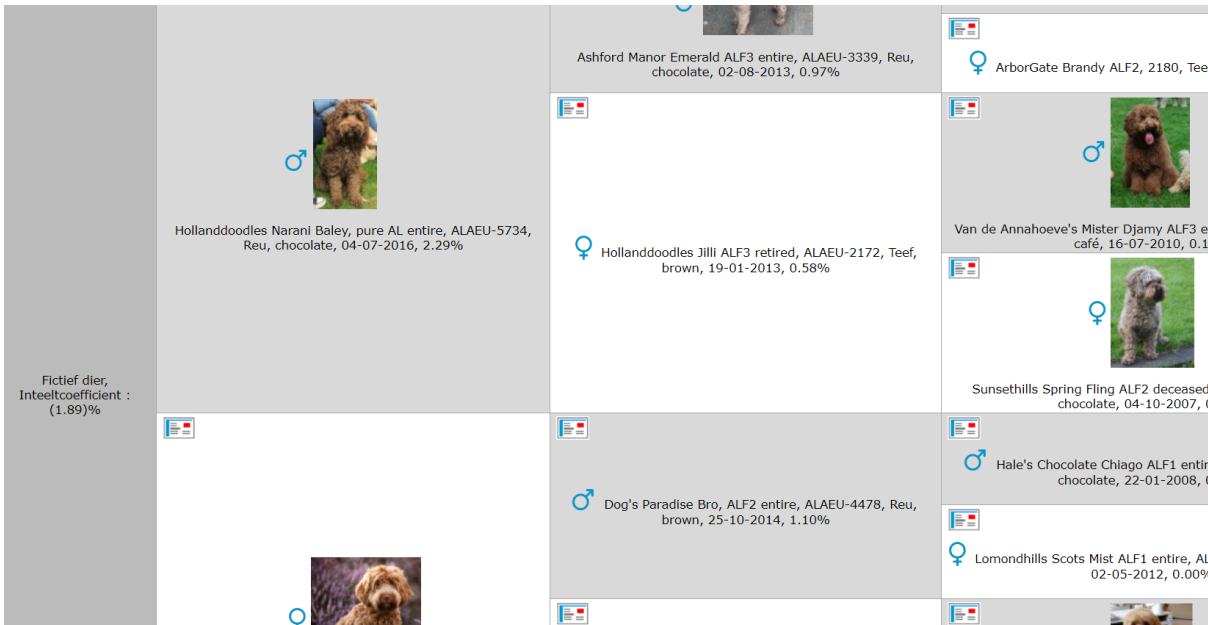 Fictief dier,
Inteeltcoefficient :
(1.89)%
Hollanddoodles Narani Baley, pure AL entire, ALAEU-5734,
Reu, chocolate, 04-07-2016, 2.29%
Ashford Manor Emerald ALF3 entire, ALAEU-3339, Reu,
chocolate, 02-08-2013, 0.97%
Hollanddoodles Jilli ALF3 retired, ALAEU-2172, Teef,
brown, 19-01-2013, 0.58%
Dog's Paradise Bro, ALF2 entire, ALAEU-4478, Reu,
brown, 25-10-2014, 1.10%
ArborGate Brandy ALF2, 2180, Tee
Van de Annahoeve's Mister Djamy ALF3 e
café, 16-07-2010, 0.1
Sunsethills Spring Fling ALF2 deceased
chocolate, 04-10-2007,
Hale's Chocolate Chiago ALF1 entir
chocolate, 22-01-2008,
Lomondhills Scots Mist ALF1 entire, AL
02-05-2012, 0.00%